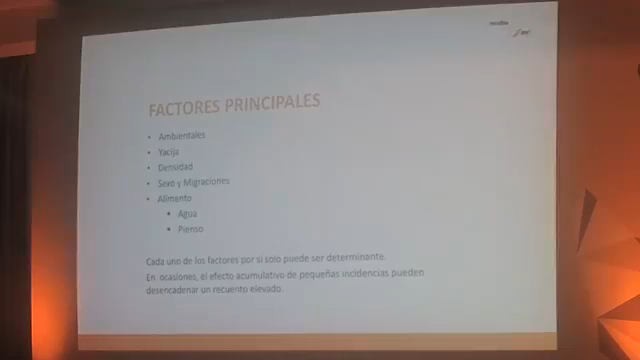 FACTORES PRINCIPALES
• Ambientales
• Yacija
• Densidad
• Sexo y Migraciones
• Alimento
• Agua
• Pienso
Cada uno de los factores por si solo puede ser determinante.
En ocasiones, el efecto acumulativo de pequeñas incidencias pueden
desencadenar un recuento elevado.